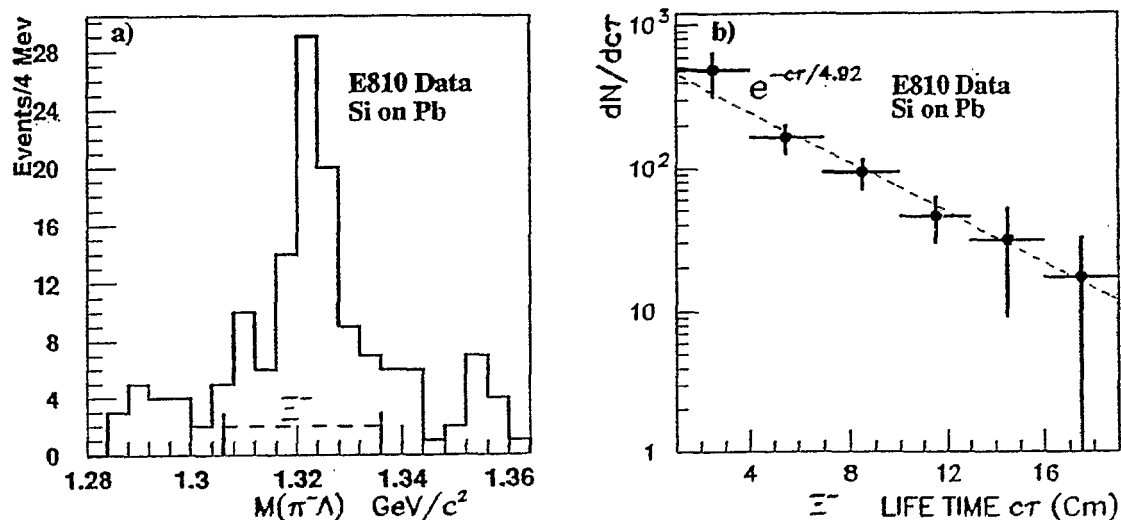 a)
Events/4 Mev
28
24
20
16
12
8
4
0
E810 Data
Si on Pb
Ξ⁻
1.28 1.30 1.32 1.34 1.36
M(π⁻Λ) GeV/c²
b)
dN/dcτ
10³
10²
10
1
e^{-cτ/4.92}
E810 Data
Si on Pb
4 8 12 16
Ξ⁻ LIFE TIME cτ (Cm)